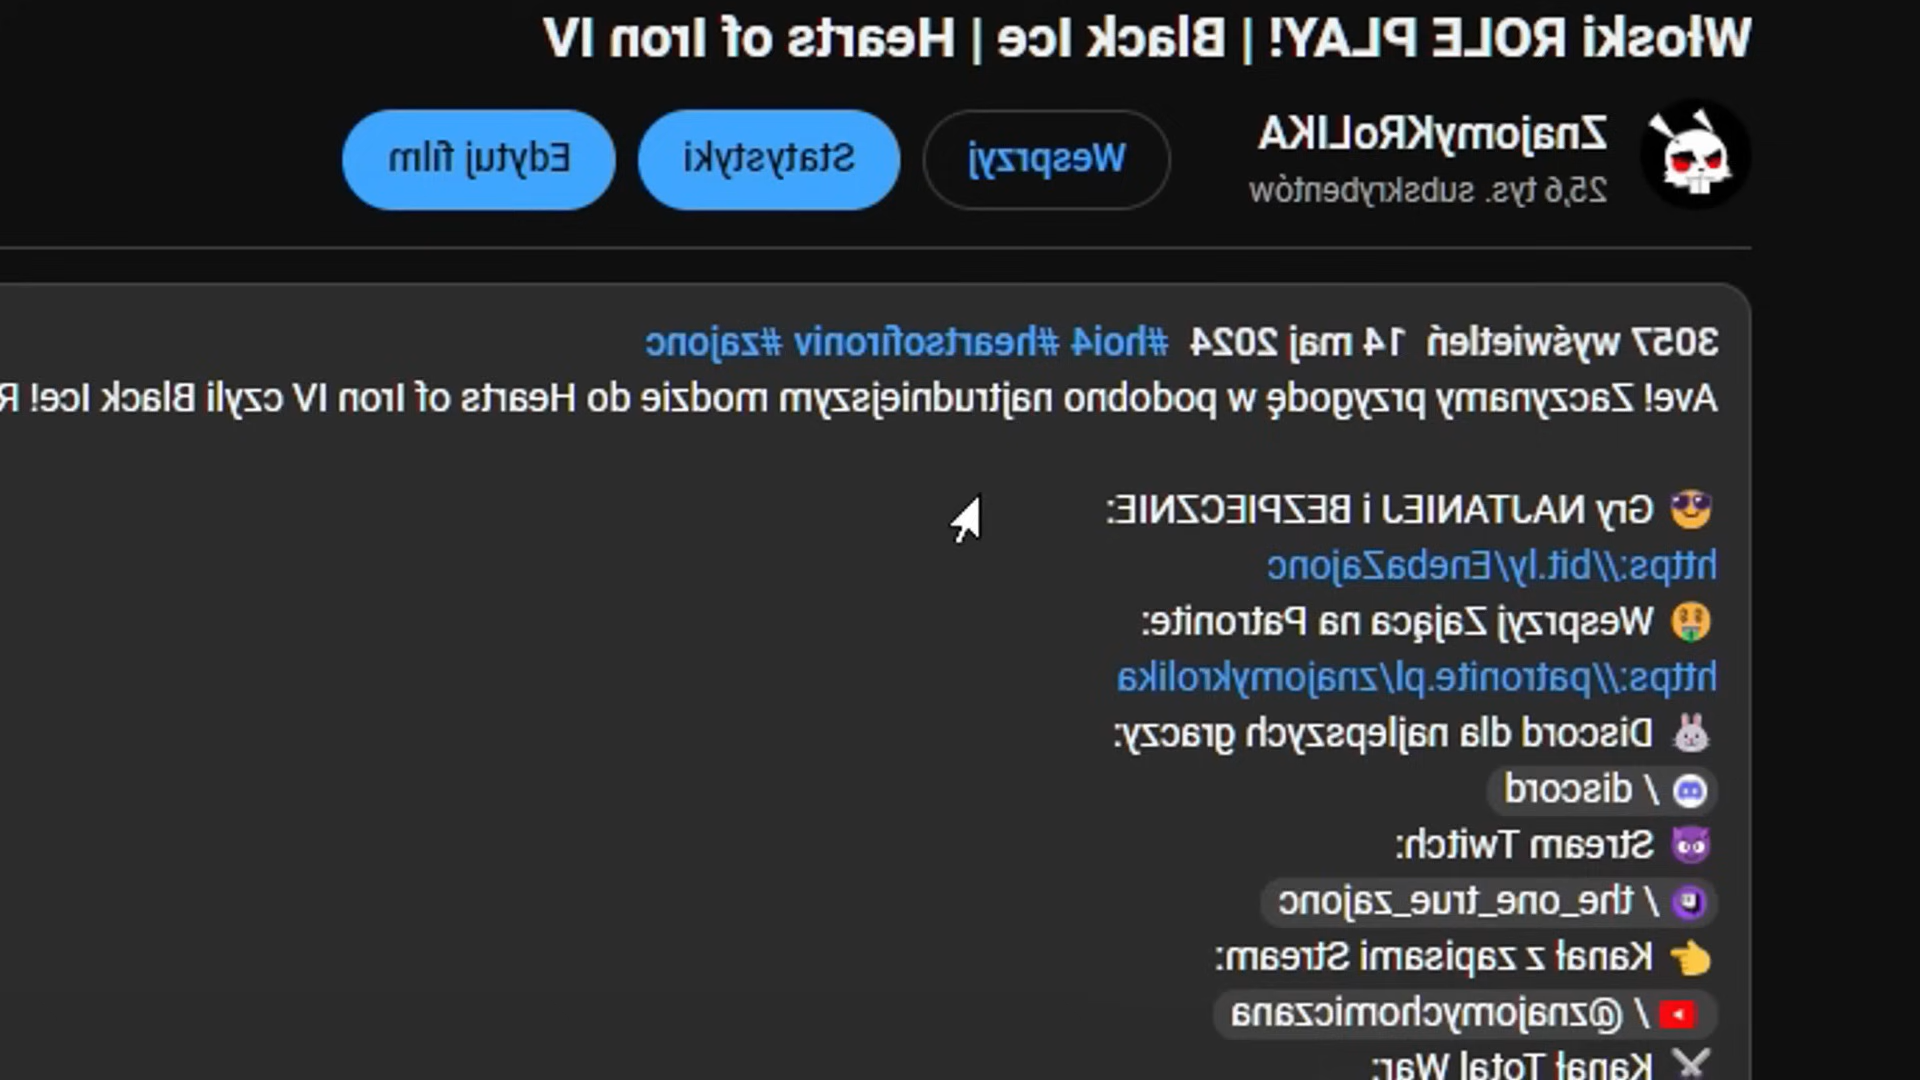 Włoski ROLE PLAY! | Black Ice | Hearts of Iron IV
ZnajomyKRoLIKA
25,6 tys. subskrybentów
Wesprzyj
Statystyki
Edytuj film
3057 wyświetleń 14 maj 2024 #hoi4 #heartsofironiv #zajonc
Ave! Zaczynamy przygodę w podobno najtrudniejszym modzie do Hearts of Iron IV czyli Black Ice! R
Gry NAJTANIEJ i BEZPIECZNIE:
https://bit.ly/EnebaZajonc
Wesprzyj Zająca na Patronite:
https://patronite.pl/znajomykrolika
Discord dla najlepszych graczy:
/ discord
Stream Twitch:
/ the_one_true_zajonc
Kanał z zapisami Stream:
/ @znajomychomiczana
Kanał Total War: